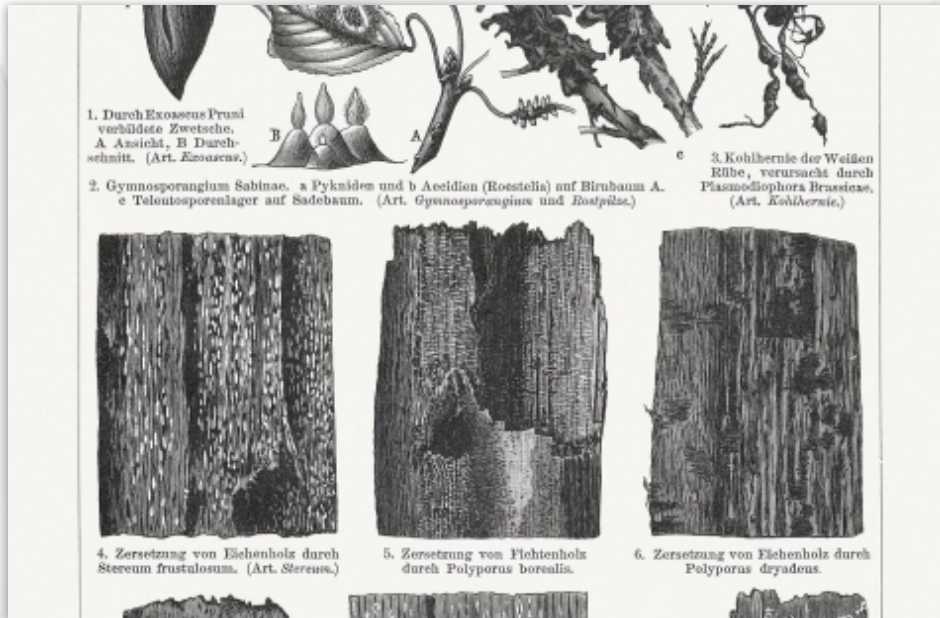 1. Durch Exoascus Pruni
verbildete Zwetsche.
A Ansicht, B Durch-
schnitt. (Art. Exoascus.)
B
A
c
3. Kohlhernie der Weißen
Rübe, verursacht durch
Plasmodiophora Brassicae.
(Art. Kohlhernie.)
2. Gymnosporangium Sabinae. a Pykniden und b Aecidien (Roestelia) auf Birnbaum A.
c Teleutosporenlager auf Sadebaum. (Art. Gymnosporangium und Rostpilze.)
4. Zersetzung von Eichenholz durch
Stereum frustulosum. (Art. Stereum.)
5. Zersetzung von Fichtenholz
durch Polyporus borealis.
6. Zersetzung von Eichenholz durch
Polyporus dryadeus.